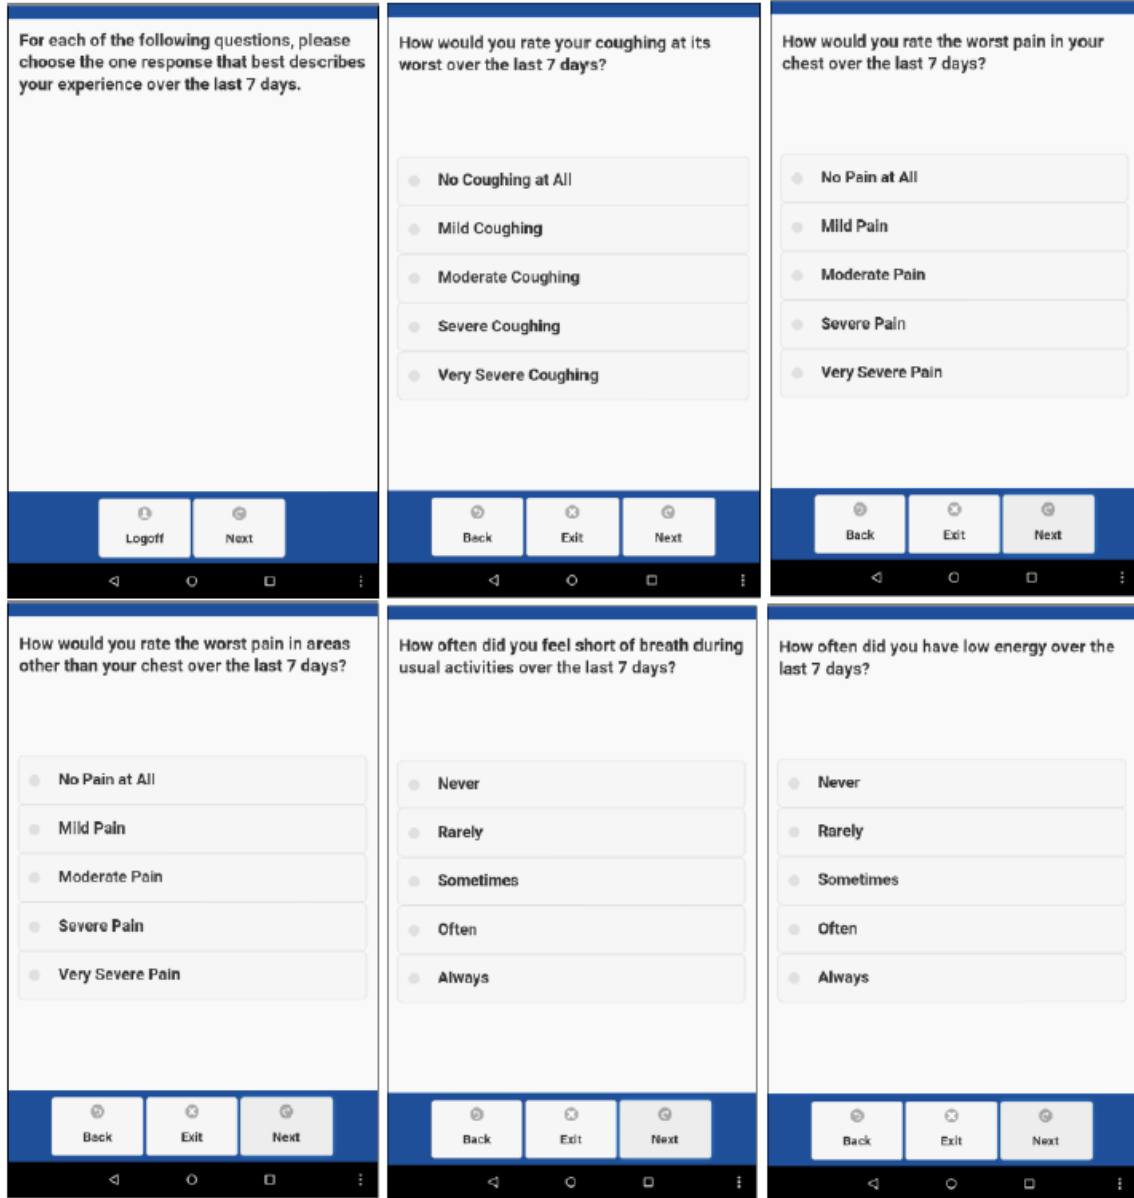 For each of the following questions, please
choose the one response that best describes
your experience over the last 7 days.
Logoff
Next
How would you rate your coughing at its
worst over the last 7 days?
No Coughing at All
Mild Coughing
Moderate Coughing
Severe Coughing
Very Severe Coughing
Back
Exit
Next
How would you rate the worst pain in your
chest over the last 7 days?
No Pain at All
Mild Pain
Moderate Pain
Severe Pain
Very Severe Pain
Back
Exit
Next
How would you rate the worst pain in areas
other than your chest over the last 7 days?
No Pain at All
Mild Pain
Moderate Pain
Severe Pain
Very Severe Pain
Back
Exit
Next
How often did you feel short of breath during
usual activities over the last 7 days?
Never
Rarely
Sometimes
Often
Always
Back
Exit
Next
How often did you have low energy over the
last 7 days?
Never
Rarely
Sometimes
Often
Always
Back
Exit
Next